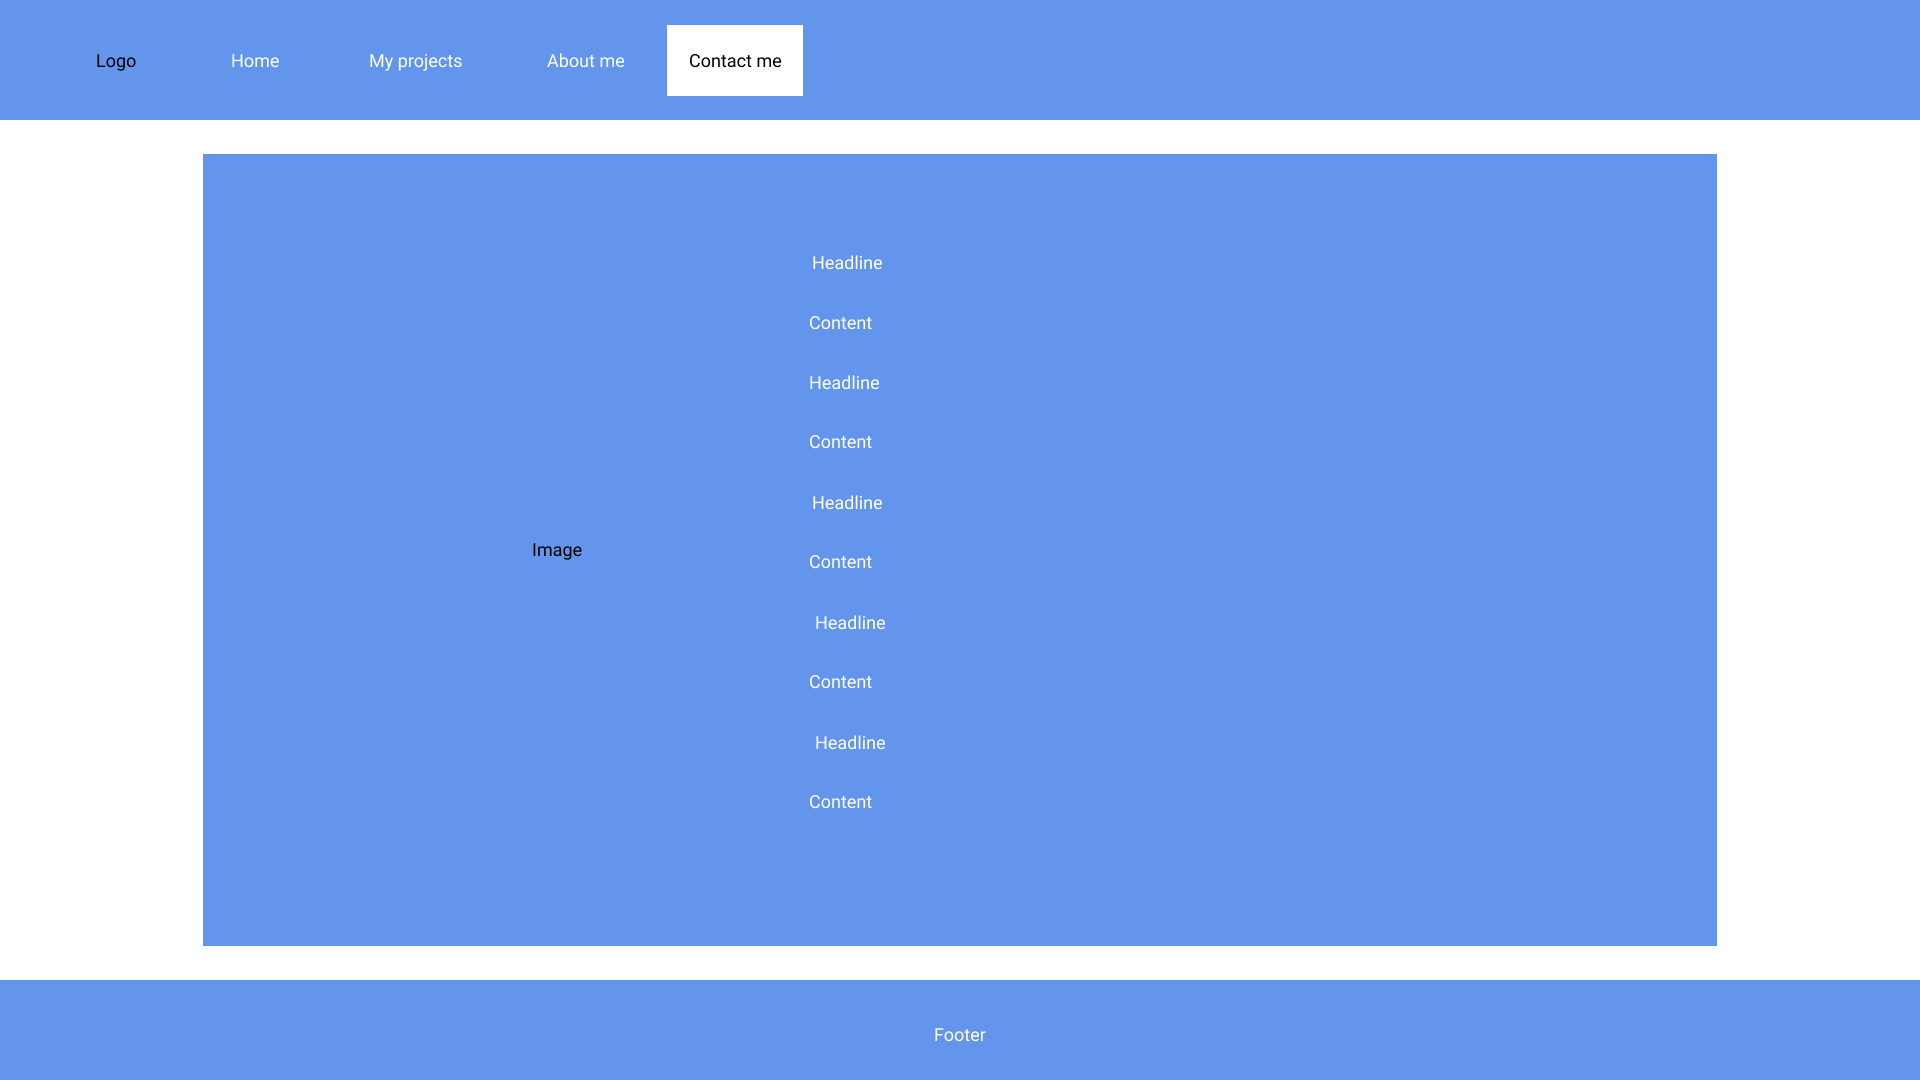 Logo
Home
My projects
About me
Contact me
Headline
Content
Headline
Content
Headline
Image
Content
Headline
Content
Headline
Content
Footer